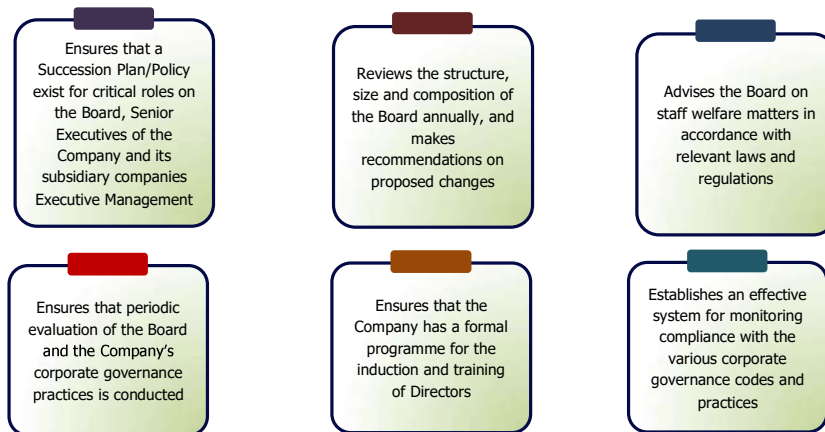 Ensures that a
Succession Plan/Policy
exist for critical roles on
the Board, Senior
Executives of the
Company and its
subsidiary companies
Executive Management
Reviews the structure,
size and composition of
the Board annually, and
makes
recommendations on
proposed changes
Advises the Board on
staff welfare matters in
accordance with
relevant laws and
regulations
Ensures that periodic
evaluation of the Board
and the Company's
corporate governance
practices is conducted
Ensures that the
Company has a formal
programme for the
induction and training
of Directors
Establishes an effective
system for monitoring
compliance with the
various corporate
governance codes and
practices